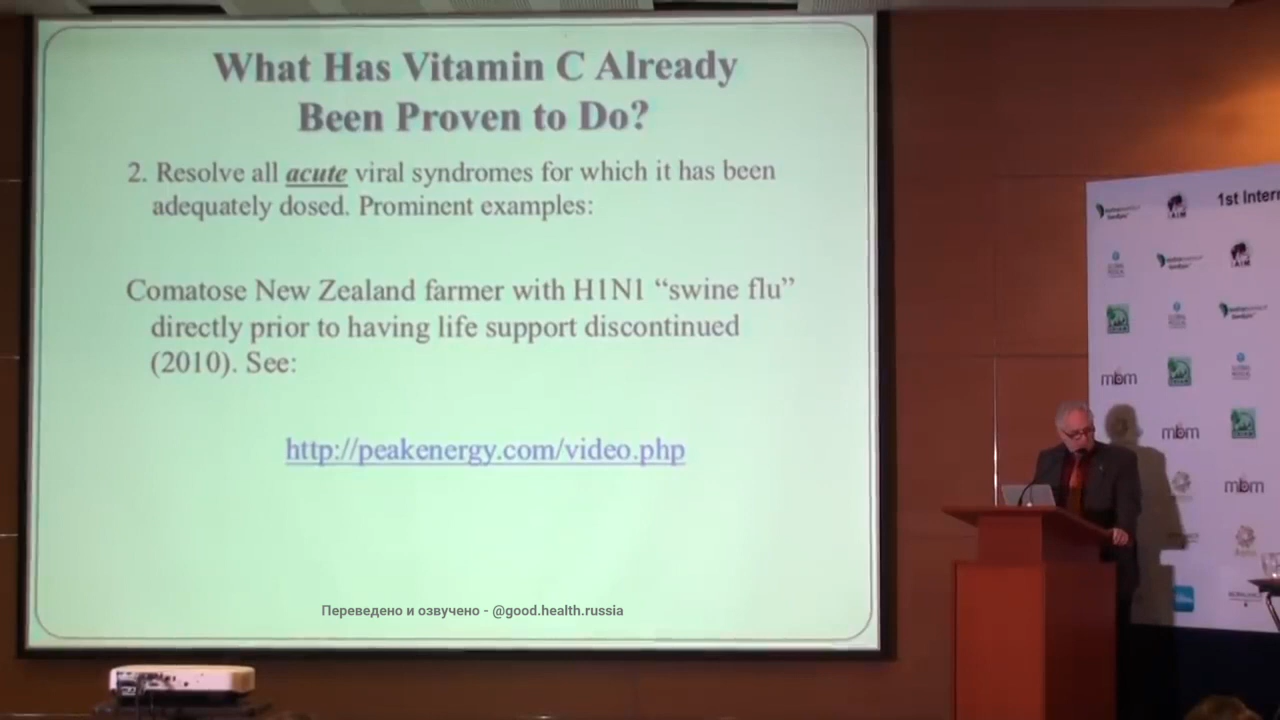 What Has Vitamin C Already
Been Proven to Do?
2. Resolve all acute viral syndromes for which it has been
adequately dosed. Prominent examples:
Comatose New Zealand farmer with H1N1 “swine flu”
directly prior to having life support discontinued
(2010). See:
http://peakenergy.com/video.php
Переведено и озвучено - @good.health.russia
1st Intern
mbm
mbm
mbm